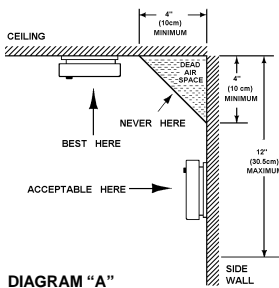 4"
(10cm)
MINIMUM
CEILING
DEAD
AIR
SPACE
4"
(10 cm)
MINIMUM
NEVER HERE
BEST HERE
12"
(30.5cm)
MAXIMUM
ACCEPTABLE HERE
SIDE
WALL
DIAGRAM “A”